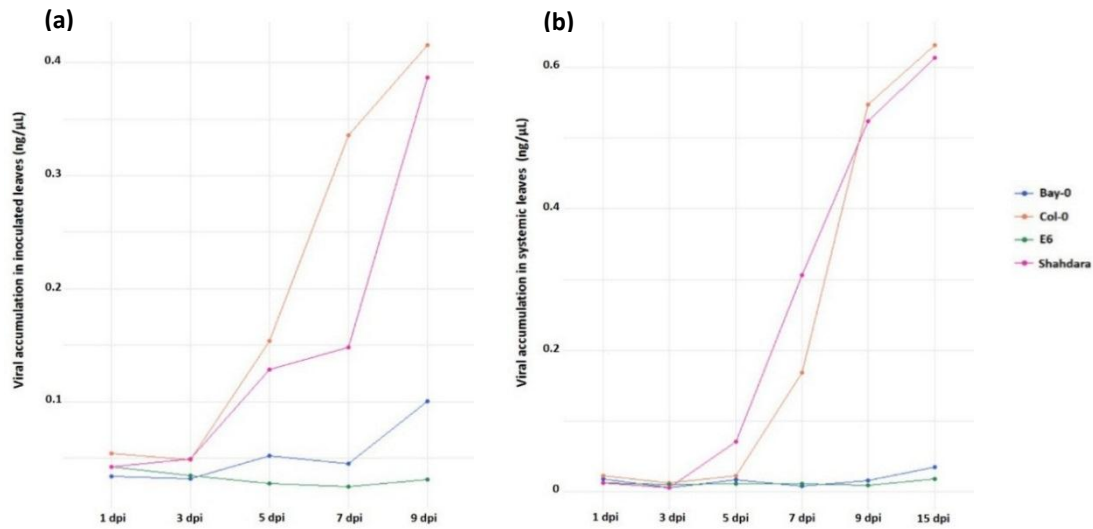 (a)
Viral accumulation in inoculated leaves (ng/µL)
0.4
0.3
0.2
0.1
1 dpi 3 dpi 5 dpi 7 dpi 9 dpi
(b)
Viral accumulation in systemic leaves (ng/µL)
0.6
0.4
0.2
0
1 dpi 3 dpi 5 dpi 7 dpi 9 dpi 15 dpi
Bay-0
Col-0
E6
Shahdara